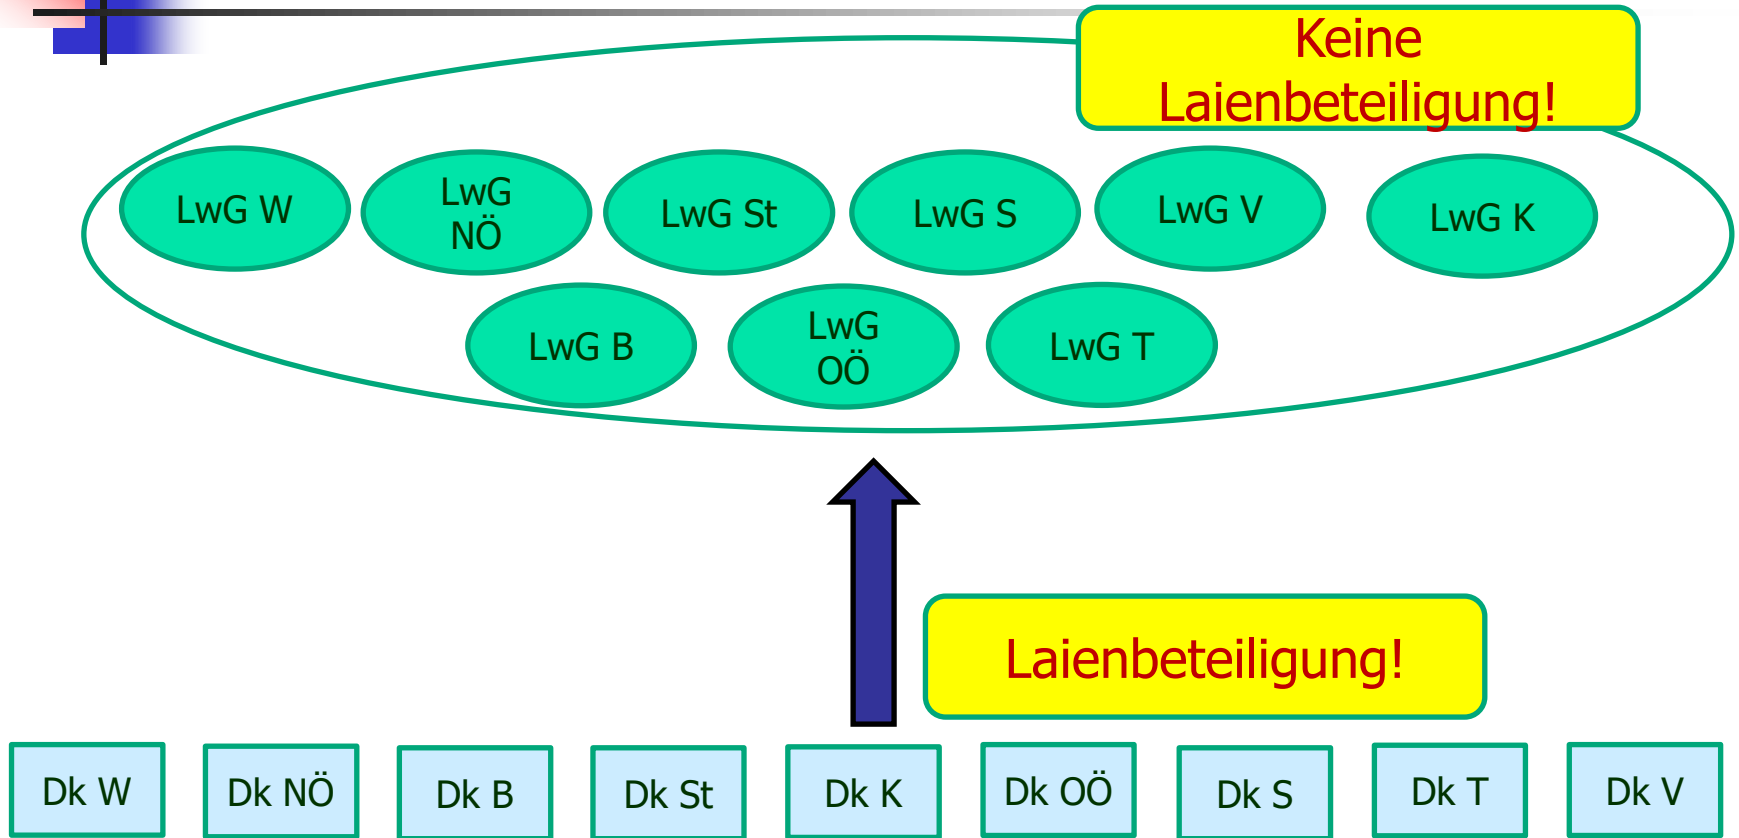 Keine
Laienbeteiligung!
LwG W
LwG
NÖ
LwG St
LwG S
LwG V
LwG K
LwG B
LwG
OÖ
LwG T
Laienbeteiligung!
Dk W
Dk NÖ
Dk B
Dk St
Dk K
Dk OÖ
Dk S
Dk T
Dk V